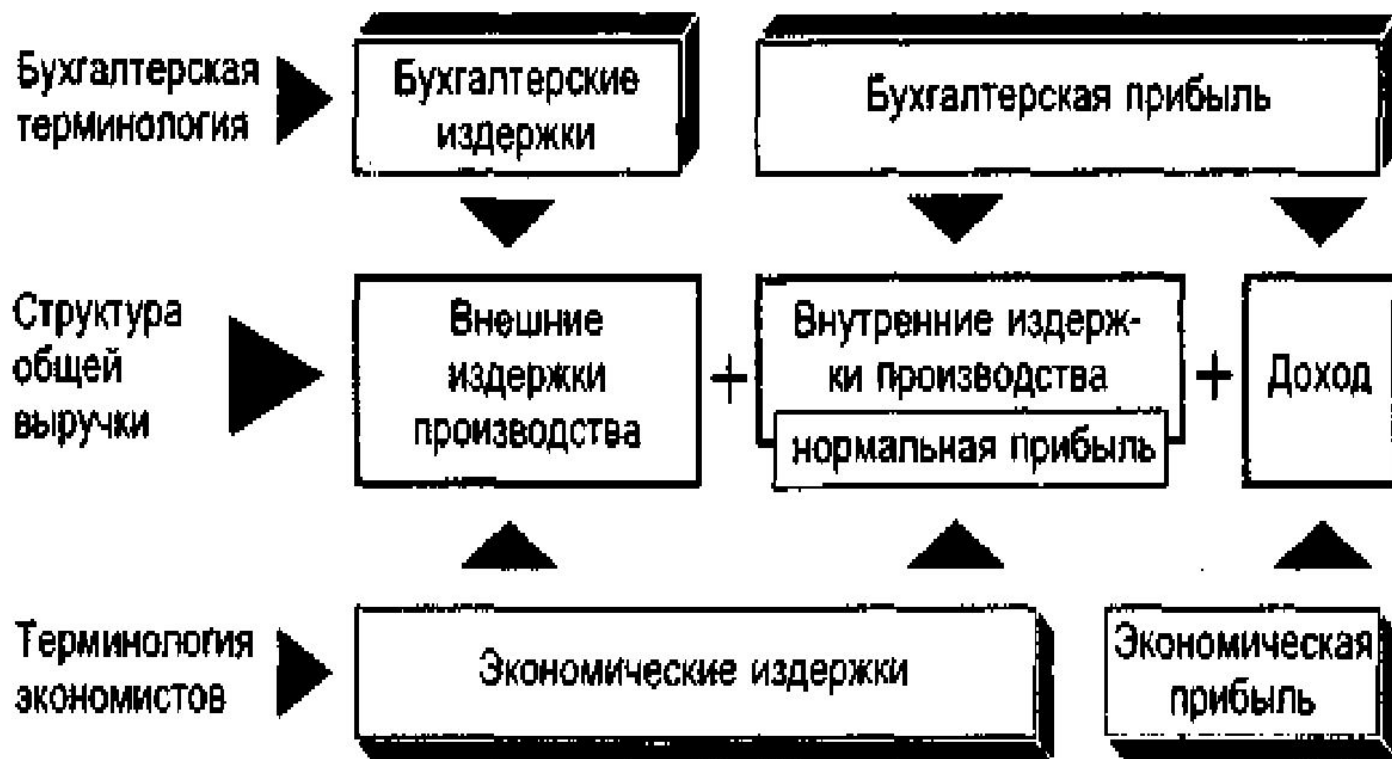 Бухгалтерская
терминология
Бухгалтерские
издержки
Бухгалтерская прибыль
Структура
общей
выручки
Внешние
издержки
производства
+
Внутренние издерж-
ки производства
нормальная прибыль
+
Доход
Терминология
экономистов
Экономические издержки
Экономическая
прибыль